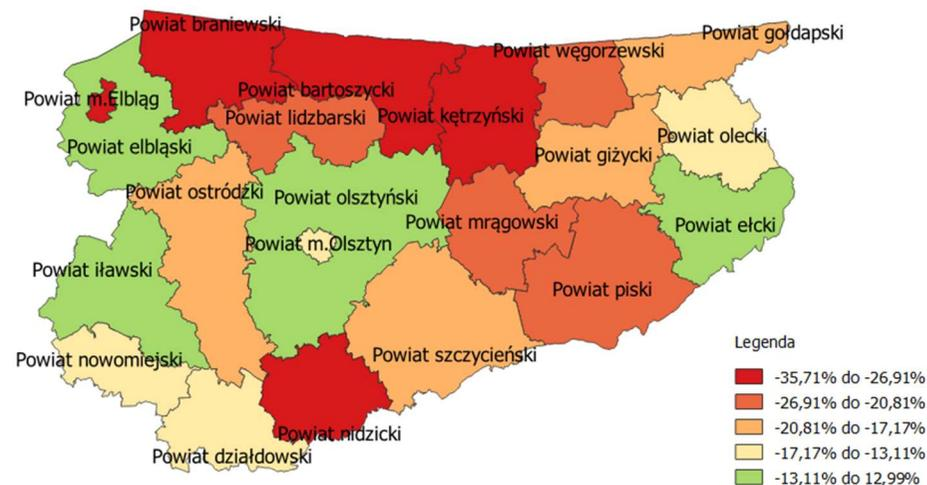 Powiat braniewski
Powiat gołdapski
Powiat węgorzewski
Powiat bartoszycki
Powiat m.Elbląg
Powiat lidzbarski
Powiat kętrzyński
Powiat olecki
Powiat elbląski
Powiat giżycki
Powiat ostródzki
Powiat olsztyński
Powiat mrągowski
Powiat ełcki
Powiat m.Olsztyn
Powiat iławski
Powiat piski
Powiat nowomiejski
Powiat szczycieński
Powiat nidzicki
Powiat działdowski
Legenda
-35,71% do -26,91%
-26,91% do -20,81%
-20,81% do -17,17%
-17,17% do -13,11%
-13,11% do 12,99%